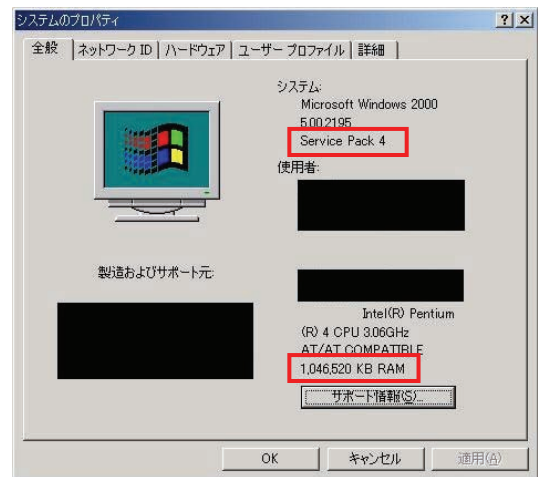 システムのプロパティ
全般
ネットワーク ID
ハードウェア
ユーザー プロファイル
詳細
システム:
Microsoft Windows 2000
5.00.2195
Service Pack 4
使用者:
製造およびサポート元:
Intel(R) Pentium
(R) 4 CPU 3.06GHz
AT/AT COMPATIBLE
1,046,520 KB RAM
サポート情報(S)...
OK
キャンセル
適用(A)